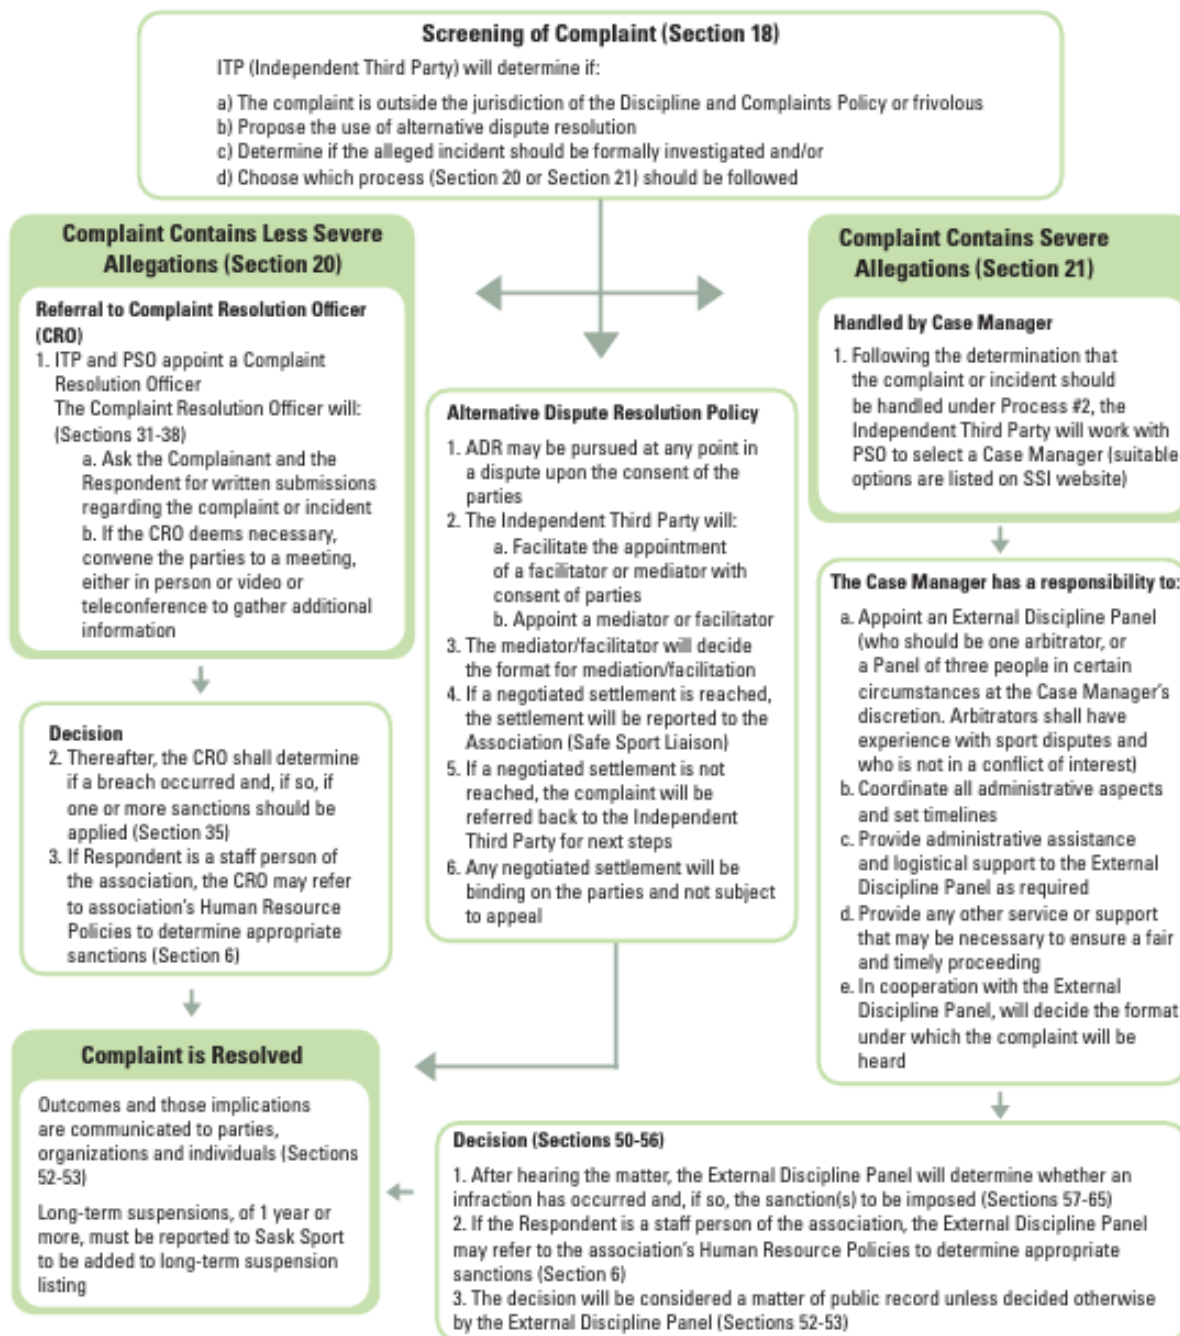 Screening of Complaint (Section 18)
ITP (Independent Third Party) will determine if:
a) The complaint is outside the jurisdiction of the Discipline and Complaints Policy or frivolous
b) Propose the use of alternative dispute resolution
c) Determine if the alleged incident should be formally investigated and/or
d) Choose which process (Section 20 or Section 21) should be followed
Complaint Contains Less Severe
Allegations (Section 20)
Referral to Complaint Resolution Officer
(CRO)
1. ITP and PSO appoint a Complaint
Resolution Officer
The Complaint Resolution Officer will:
(Sections 31-38)
a. Ask the Complainant and the
Respondent for written submissions
regarding the complaint or incident
b. If the CRO deems necessary,
convene the parties to a meeting,
either in person or video or
teleconference to gather additional
information
Decision
2. Thereafter, the CRO shall determine
if a breach occurred and, if so, if
one or more sanctions should be
applied (Section 35)
3. If Respondent is a staff person of
the association, the CRO may refer
to association's Human Resource
Policies to determine appropriate
sanctions (Section 6)
Alternative Dispute Resolution Policy
1. ADR may be pursued at any point in
a dispute upon the consent of the
parties
2. The Independent Third Party will:
a. Facilitate the appointment
of a facilitator or mediator with
consent of parties
b. Appoint a mediator or facilitator
3. The mediator/facilitator will decide
the format for mediation/facilitation
4. If a negotiated settlement is reached,
the settlement will be reported to the
Association (Safe Sport Liaison)
5. If a negotiated settlement is not
reached, the complaint will be
referred back to the Independent
Third Party for next steps
6. Any negotiated settlement will be
binding on the parties and not subject
to appeal
Complaint Contains Severe
Allegations (Section 21)
Handled by Case Manager
1. Following the determination that
the complaint or incident should
be handled under Process #2, the
Independent Third Party will work with
PSO to select a Case Manager (suitable
options are listed on SSI website)
The Case Manager has a responsibility to:
a. Appoint an External Discipline Panel
(who should be one arbitrator, or
a Panel of three people in certain
circumstances at the Case Manager's
discretion. Arbitrators shall have
experience with sport disputes and
who is not in a conflict of interest)
b. Coordinate all administrative aspects
and set timelines
c. Provide administrative assistance
and logistical support to the External
Discipline Panel as required
d. Provide any other service or support
that may be necessary to ensure a fair
and timely proceeding
e. In cooperation with the External
Discipline Panel, will decide the format
under which the complaint will be
heard
Decision (Sections 50-56)
1. After hearing the matter, the External Discipline Panel will determine whether an
infraction has occurred and, if so, the sanction(s) to be imposed (Sections 57-65)
2. If the Respondent is a staff person of the association, the External Discipline Panel
may refer to the association's Human Resource Policies to determine appropriate
sanctions (Section 6)
3. The decision will be considered a matter of public record unless decided otherwise
by the External Discipline Panel (Sections 52-53)
Complaint is Resolved
Outcomes and those implications
are communicated to parties,
organizations and individuals (Sections
52-53)
Long-term suspensions, of 1 year or
more, must be reported to Sask Sport
to be added to long-term suspension
listing